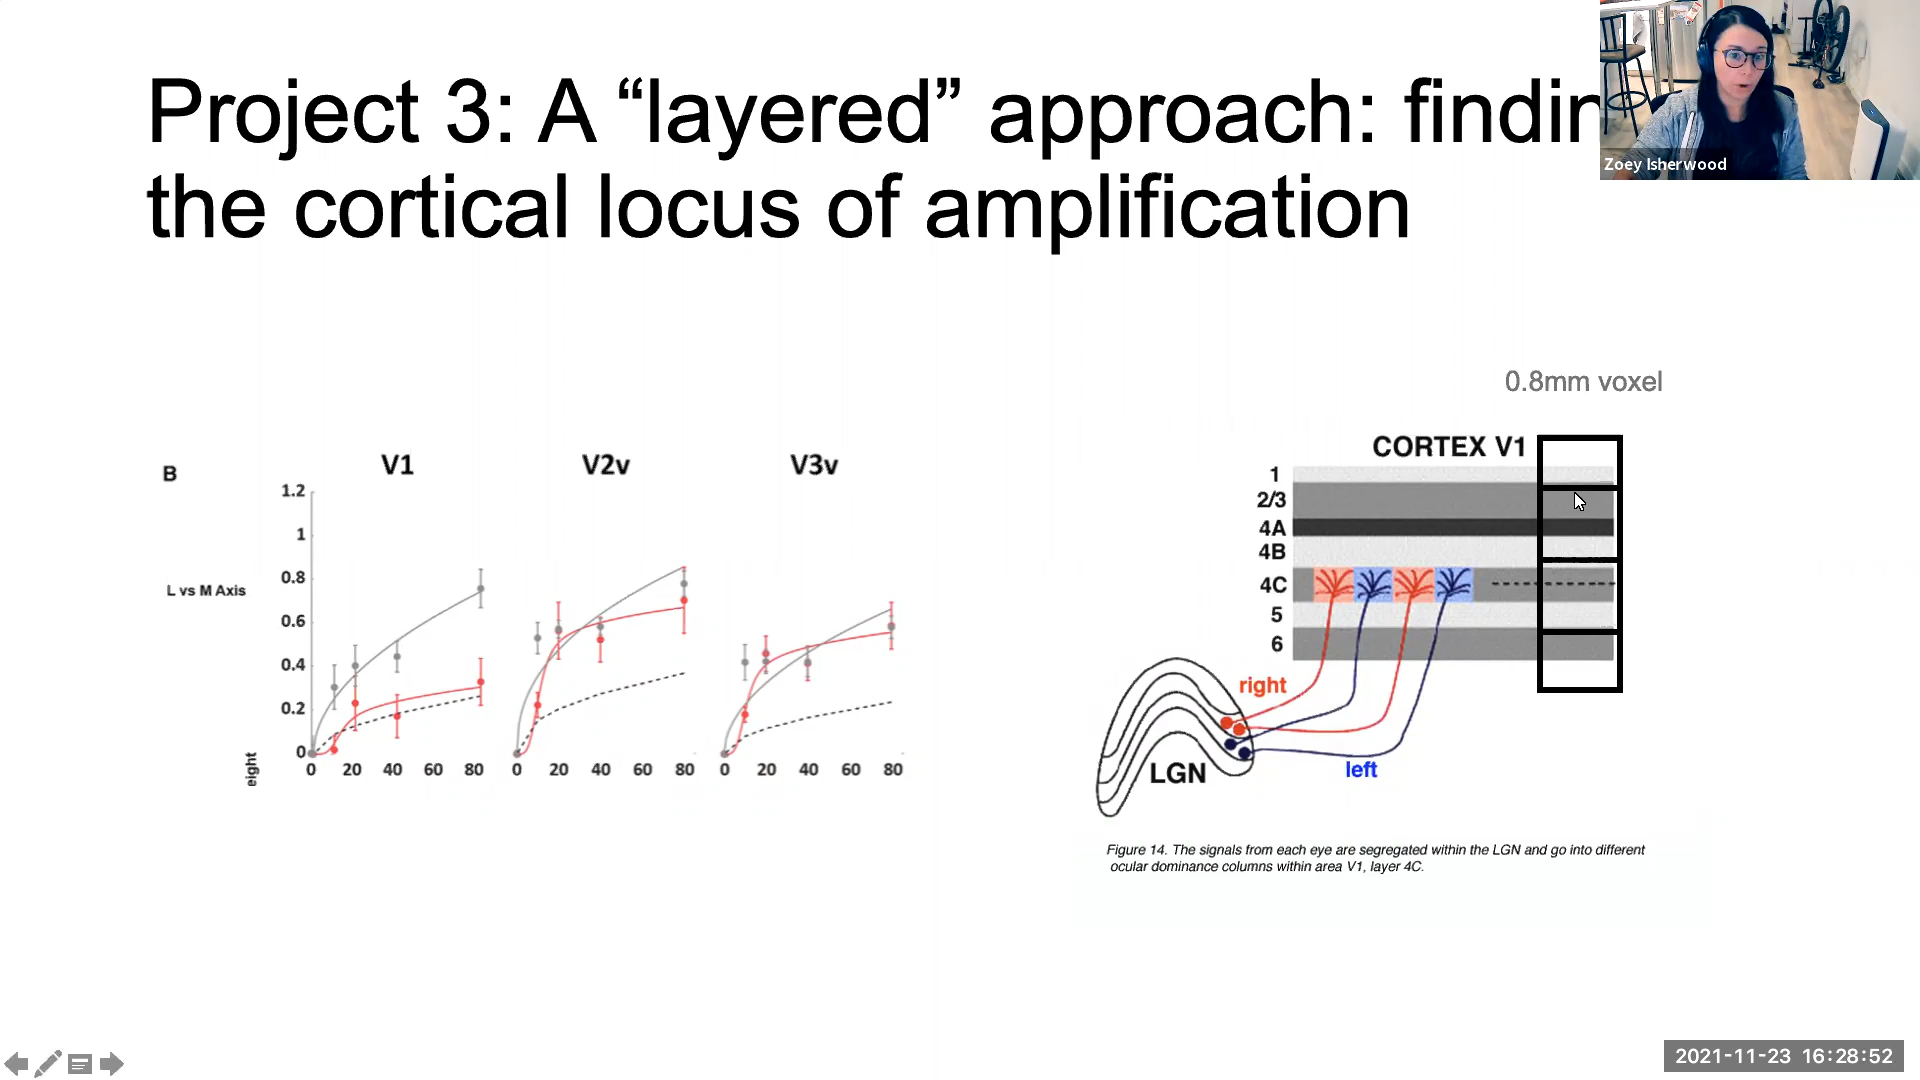 Project 3: A “layered” approach: findin
the cortical locus of amplification
Zoey Isherwood
0.8mm voxel
B
V1
V2v
V3v
1.2
1
0.8
0.6
0.4
0.2
0
L vs M Axis
eight
0 20 40 60 80
0 20 40 60 80
0 20 40 60 80
CORTEX V1
1
2/3
4A
4B
4C
5
6
right
left
LGN
Figure 14. The signals from each eye are segregated within the LGN and go into different
ocular dominance columns within area V1, layer 4C.
2021-11-23 16:28:52